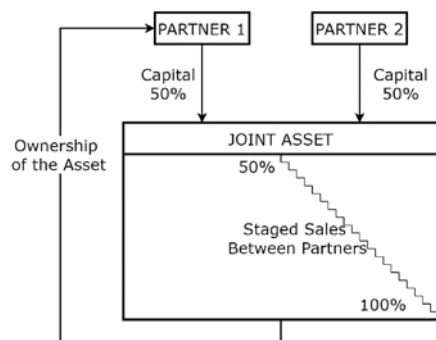 PARTNER 1
PARTNER 2
Capital
50%
Capital
50%
Ownership
of the Asset
JOINT ASSET
50%
Staged Sales
Between Partners
100%